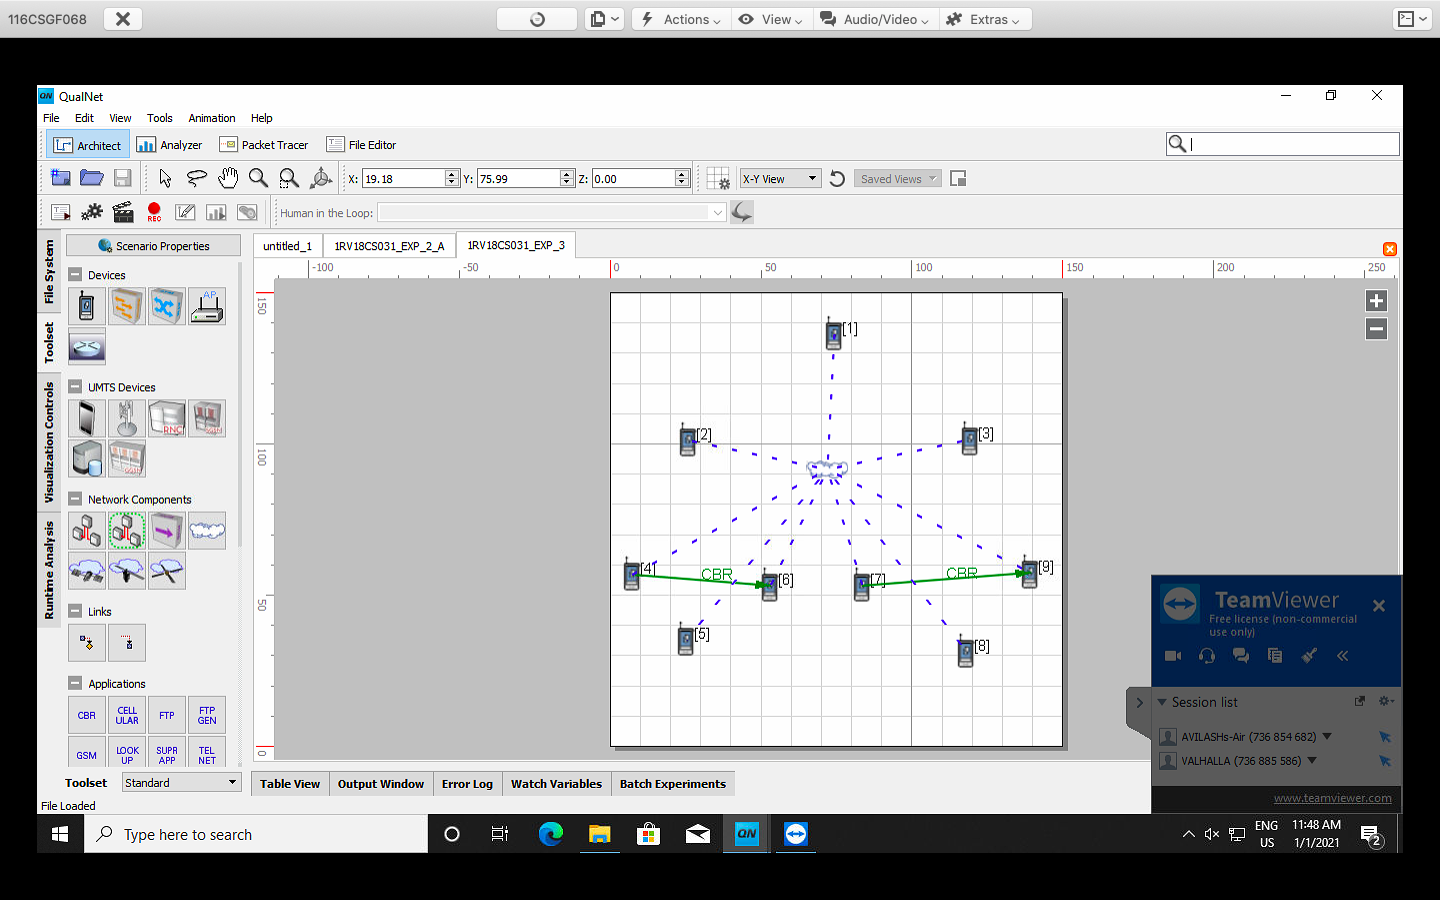 116CSGF068
Actions
View
Audio/Video
Extras
QN QualNet
File Edit View Tools Animation Help
Architect Analyzer Packet Tracer File Editor
X: 19.18 Y: 75.99 Z: 0.00 X-Y View Saved Views
REC Human in the Loop:
File System
Toolset
Visualization Controls
Runtime Analysis
Scenario Properties
untitled_1 1RV18CS031_EXP_2_A 1RV18CS031_EXP_3
-100 -50 0 50 100 150 200 250
150
100
50
0
Devices
AP
UMTS Devices
RNC
Network Components
Links
Applications
CBR CELL ULAR FTP FTP GEN
GSM LOOK UP SUPR APP TEL NET
Toolset Standard
[1]
[2]
[3]
[4]
CBR
[6]
[7]
CBR
[9]
[5]
[8]
Table View Output Window Error Log Watch Variables Batch Experiments
File Loaded
TeamViewer
Free license (non-commercial
use only)
Session list
AVILASHs-Air (736 854 682)
VALHALLA (736 885 586)
www.teamviewer.com
Type here to search
QN
ENG
US
11:48 AM
1/1/2021
2